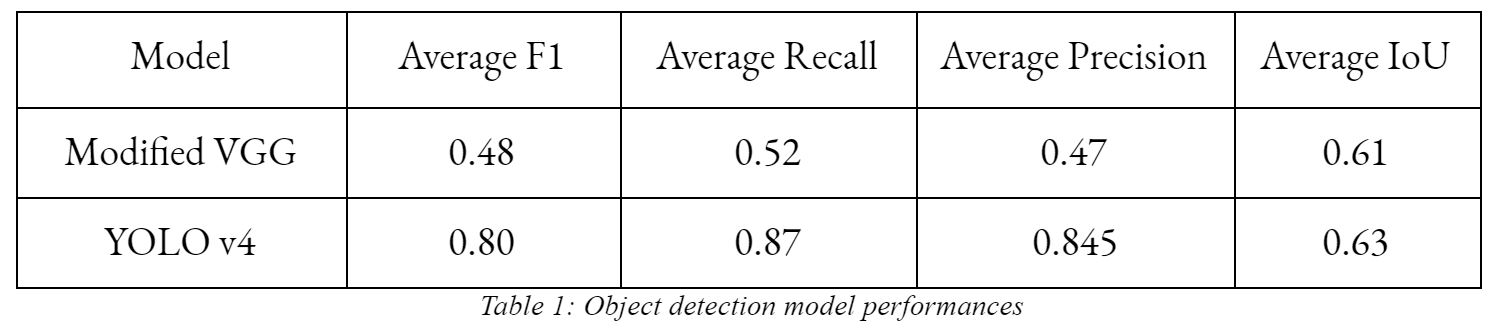 Model Average F1 Average Recall Average Precision Average IoU
Modified VGG 0.48 0.52 0.47 0.61
YOLO v4 0.80 0.87 0.845 0.63
Table 1: Object detection model performances